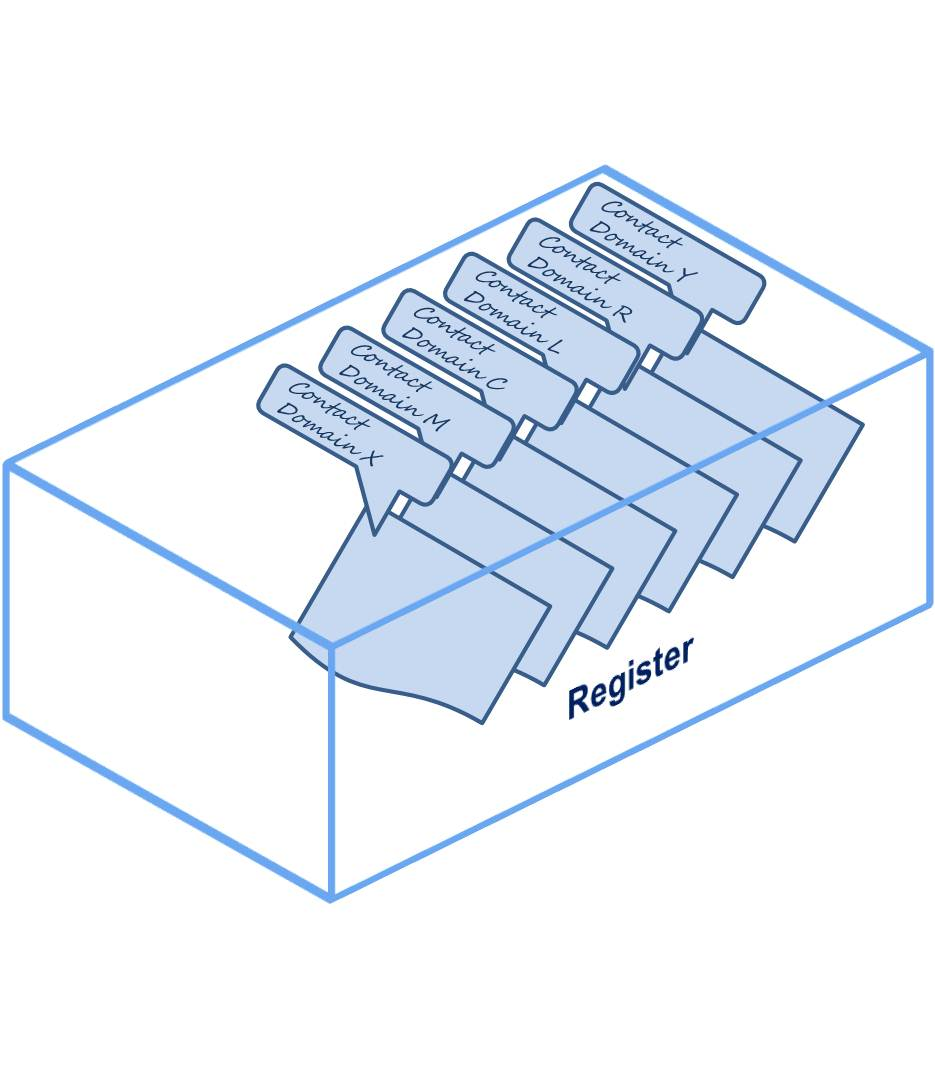 Contact
Domain Y
Contact
Domain R
Contact
Domain L
Contact
Domain C
Contact
Domain M
Contact
Domain X
Register